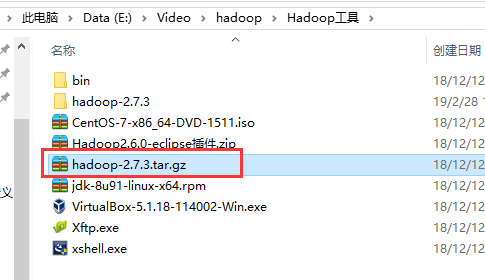 此电脑 > Data (E:) > Video > hadoop > Hadoop工具 >
名称 创建日期
bin 18/12/12
hadoop-2.7.3 19/2/28
CentOS-7-x86_64-DVD-1511.iso 18/12/12
Hadoop2.6.0-eclipse插件.zip 18/12/12
hadoop-2.7.3.tar.gz 18/12/12
jdk-8u91-linux-x64.rpm 18/12/12
VirtualBox-5.1.18-114002-Win.exe 18/12/12
义 Xftp.exe 18/12/12
xshell.exe 18/12/12